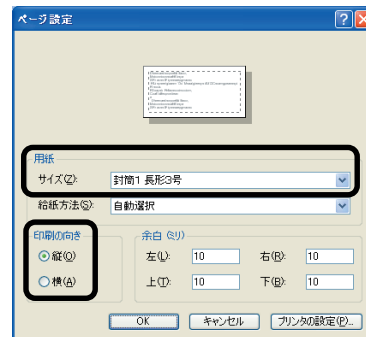 ページ設定
用紙
サイズ(Z): 封筒1 長形3号
給紙方法(S): 自動選択
印刷の向き
縦(O)
横(A)
余白(ミリ)
左(L): 10 右(R): 10
上(T): 10 下(B): 10
OK キャンセル プリンタの設定(P)...